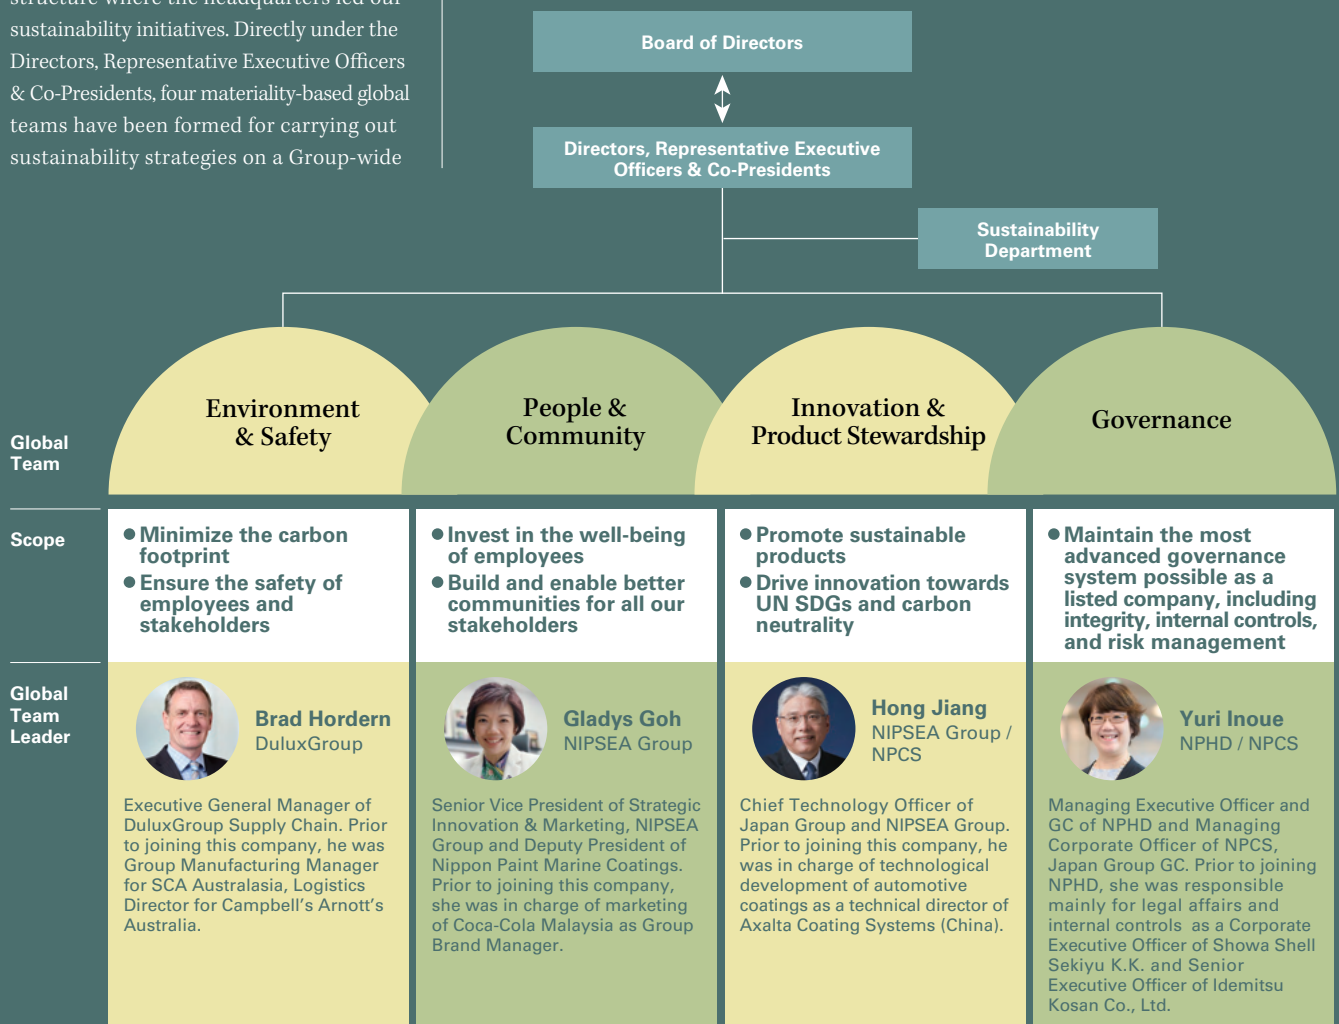 structure where the headquarters led our
sustainability initiatives. Directly under the
Directors, Representative Executive Officers
& Co-Presidents, four materiality-based global
teams have been formed for carrying out
sustainability strategies on a Group-wide
Board of Directors
Directors, Representative Executive
Officers & Co-Presidents
Sustainability
Department
Global
Team
Environment
& Safety
People &
Community
Innovation &
Product Stewardship
Governance
Scope
● Minimize the carbon
footprint
● Ensure the safety of
employees and
stakeholders
● Invest in the well-being
of employees
● Build and enable better
communities for all our
stakeholders
● Promote sustainable
products
● Drive innovation towards
UN SDGs and carbon
neutrality
● Maintain the most
advanced governance
system possible as a
listed company, including
integrity, internal controls,
and risk management
Global
Team
Leader
Brad Hordern
DuluxGroup
Executive General Manager of
DuluxGroup Supply Chain. Prior
to joining this company, he was
Group Manufacturing Manager
for SCA Australasia, Logistics
Director for Campbell's Arnott's
Australia.
Gladys Goh
NIPSEA Group
Senior Vice President of Strategic
Innovation & Marketing, NIPSEA
Group and Deputy President of
Nippon Paint Marine Coatings.
Prior to joining this company,
she was in charge of marketing
of Coca-Cola Malaysia as Group
Brand Manager.
Hong Jiang
NIPSEA Group /
NPCS
Chief Technology Officer of
Japan Group and NIPSEA Group.
Prior to joining this company, he
was in charge of technological
development of automotive
coatings as a technical director of
Axalta Coating Systems (China).
Yuri Inoue
NPHD / NPCS
Managing Executive Officer and
GC of NPHD and Managing
Corporate Officer of NPCS,
Japan Group GC. Prior to joining
NPHD, she was responsible
mainly for legal affairs and
internal controls as a Corporate
Executive Officer of Showa Shell
Sekiyu K.K. and Senior
Executive Officer of Idemitsu
Kosan Co., Ltd.